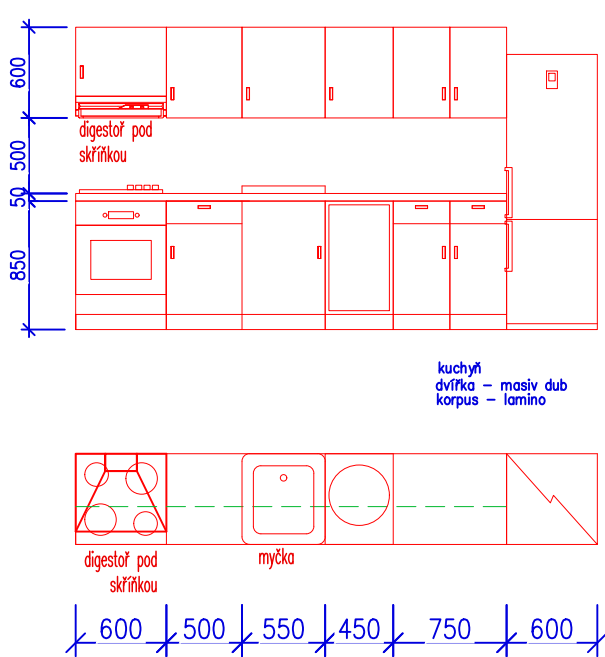 600
digestoř pod
skříňkou
500
50
850
kuchyň
dvířka – masiv dub
korpus – lamino
digestoř pod
skříňkou
myčka
600 500 550 450 750 600